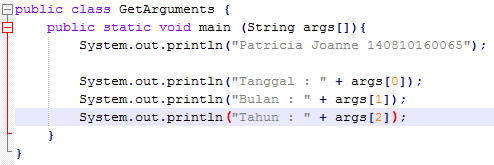 public class GetArguments {
    public static void main (String args[]){
        System.out.println("Patricia Joanne 140810160065");

        System.out.println("Tanggal : " + args[0]);
        System.out.println("Bulan : " + args[1]);
        System.out.println("Tahun : " + args[2]);
    }
}